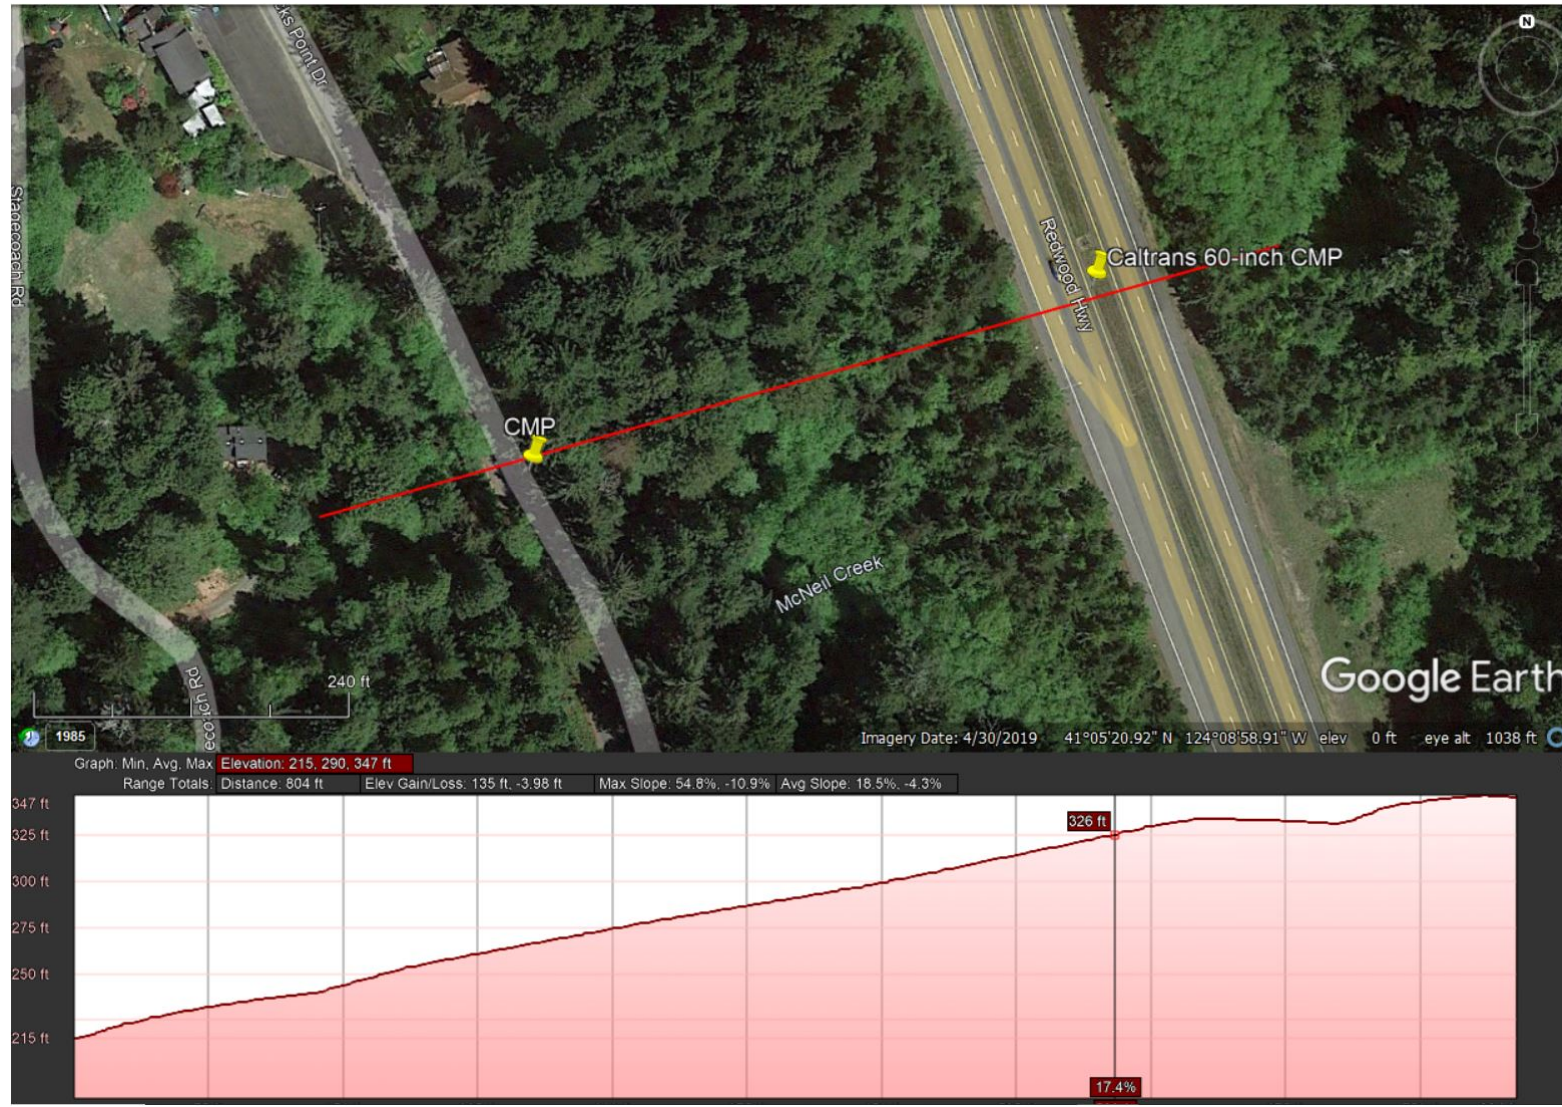 N
cks Point Dr
Stagecoach Rd
Redwood Hwy
Caltrans 60-inch CMP
CMP
McNeil Creek
ecoach Rd
240 ft
Google Earth
1985
Imagery Date: 4/30/2019 41°05'20.92" N 124°08'58.91" W elev 0 ft eye alt 1038 ft
Graph: Min, Avg, Max Elevation: 215, 290, 347 ft
Range Totals: Distance: 804 ft Elev Gain/Loss: 135 ft, -3.98 ft Max Slope: 54.8%, -10.9% Avg Slope: 18.5%, -4.3%
347 ft
326 ft
325 ft
300 ft
275 ft
250 ft
215 ft
17.4%